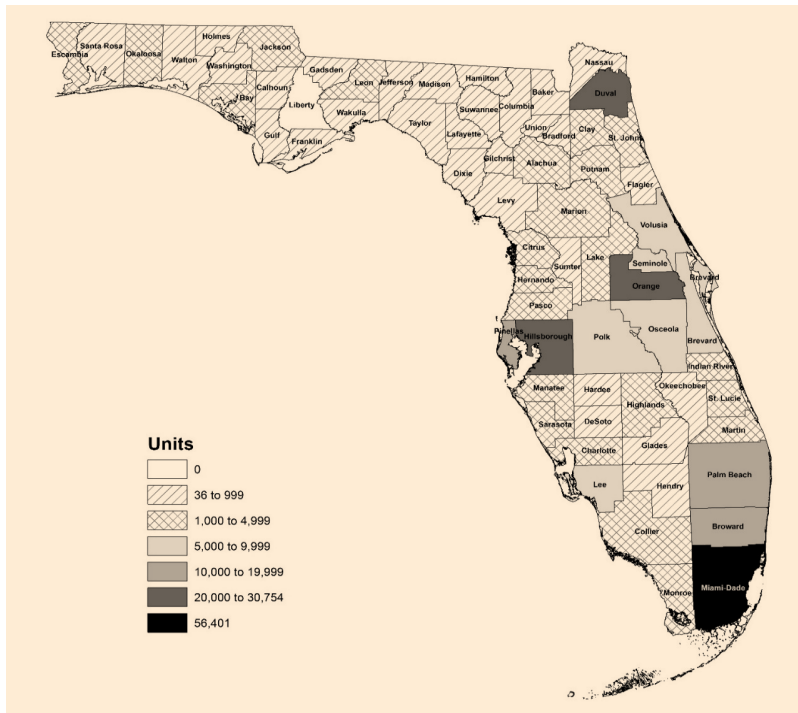 Escambia
Santa Rosa
Okaloosa
Walton
Holmes
Washington
Jackson
Bay
Calhoun
Gulf
Gadsden
Liberty
Franklin
Leon
Wakulla
Jefferson
Madison
Taylor
Hamilton
Suwannee
Lafayette
Columbia
Dixie
Gilchrist
Levy
Baker
Union
Bradford
Alachua
Nassau
Duval
Clay
St. Johns
Putnam
Flagler
Marion
Volusia
Citrus
Sumter
Lake
Seminole
Brevard
Hernando
Orange
Pasco
Pinellas
Hillsborough
Polk
Osceola
Brevard
Indian River
Manatee
Hardee
Okeechobee
Highlands
St. Lucie
Sarasota
DeSoto
Martin
Charlotte
Glades
Lee
Hendry
Palm Beach
Collier
Broward
Monroe
Miami-Dade
Units
0
36 to 999
1,000 to 4,999
5,000 to 9,999
10,000 to 19,999
20,000 to 30,754
56,401